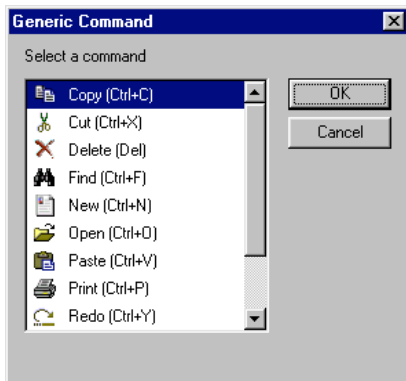 Generic Command
Select a command
Copy (Ctrl+C)
Cut (Ctrl+X)
Delete (Del)
Find (Ctrl+F)
New (Ctrl+N)
Open (Ctrl+O)
Paste (Ctrl+V)
Print (Ctrl+P)
Redo (Ctrl+Y)
OK
Cancel